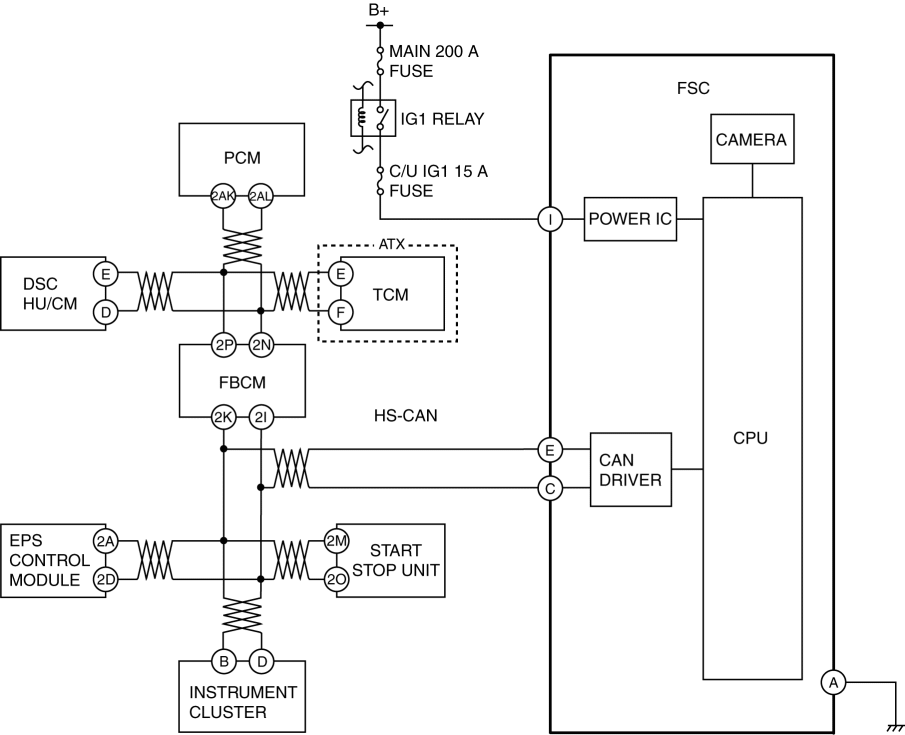 B+
MAIN 200 A
FUSE
IG1 RELAY
C/U IG1 15 A
FUSE
FSC
CAMERA
PCM
2AK
2AL
I
POWER IC
ATX
DSC
HU/CM
E
D
E
F
TCM
2P
2N
FBCM
2K
2I
HS-CAN
CPU
E
C
CAN
DRIVER
EPS
CONTROL
MODULE
2A
2D
2M
2O
START
STOP UNIT
B
D
INSTRUMENT
CLUSTER
A